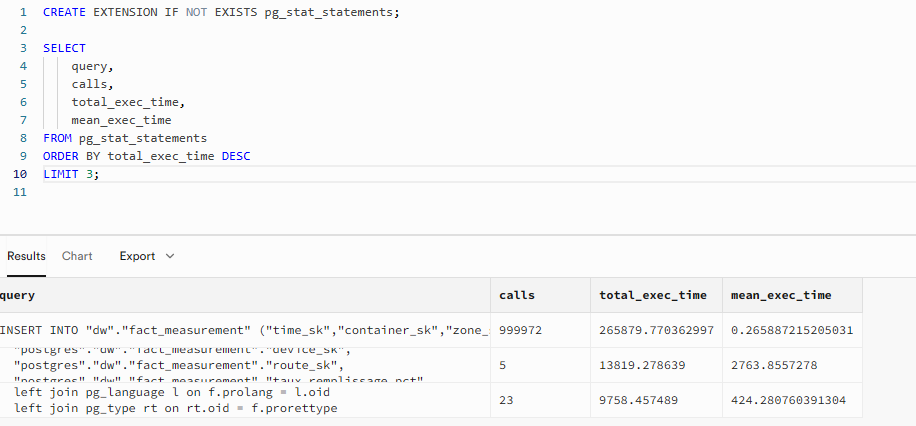 1 CREATE EXTENSION IF NOT EXISTS pg_stat_statements;
2
3 SELECT
4 query,
5 calls,
6 total_exec_time,
7 mean_exec_time
8 FROM pg_stat_statements
9 ORDER BY total_exec_time DESC
10 LIMIT 3;
11
Results Chart Export
query calls total_exec_time mean_exec_time
INSERT INTO "dw"."fact_measurement" ("time_sk","container_sk","zone_ 999972 265879.770362997 0.265887215205031
"postgres"."dw"."fact_measurement"."device_sk",
"postgres"."dw"."fact_measurement"."route_sk", 5 13819.278639 2763.8557278
"postgres"."dw"."fact_measurement"."taux_remplissage_pct"
left join pg_language l on f.prolang = l.oid
left join pg_type rt on rt.oid = f.prorettype 23 9758.457489 424.280760391304